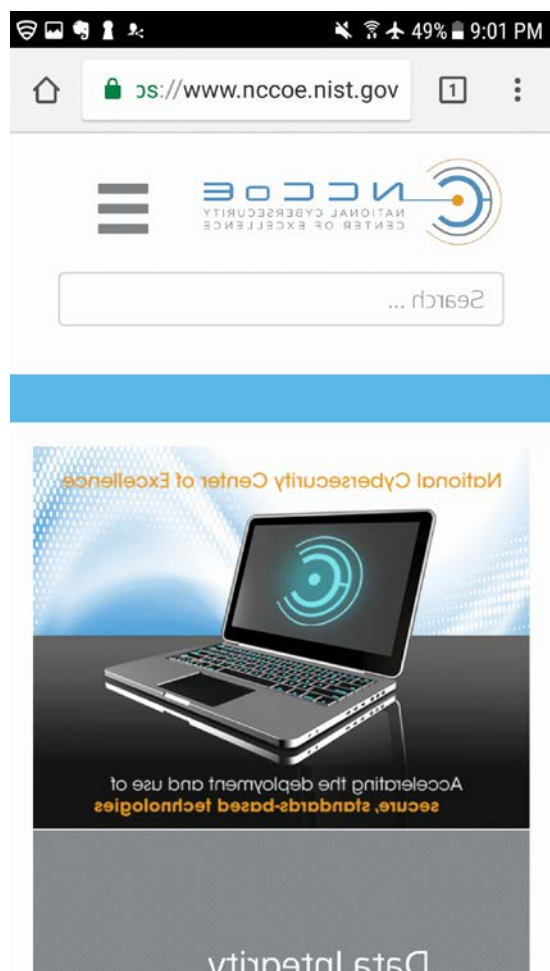 49% 9:01 PM
ps://www.nccoe.nist.gov 1
NCCoE
NATIONAL CYBERSECURITY
CENTER OF EXCELLENCE
Search ...
National Cybersecurity Center of Excellence
Accelerating the deployment and use of
secure, standards-based technologies
Data Integrity